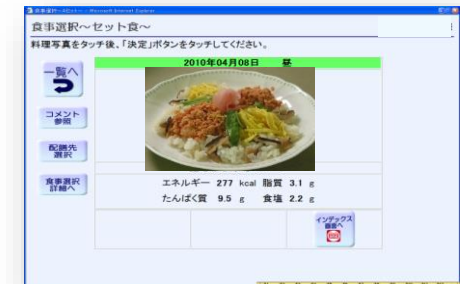 食事選択～セット食～
料理写真をタッチ後、「決定」ボタンをタッチしてください。
2010年04月08日 昼
一覧へ
コメント
参照
配膳先
選択
食事選択
詳細へ
エネルギー 277 kcal 脂質 3.1 g
たんぱく質 9.5 g 食塩 2.2 g
インデックス
画面へ